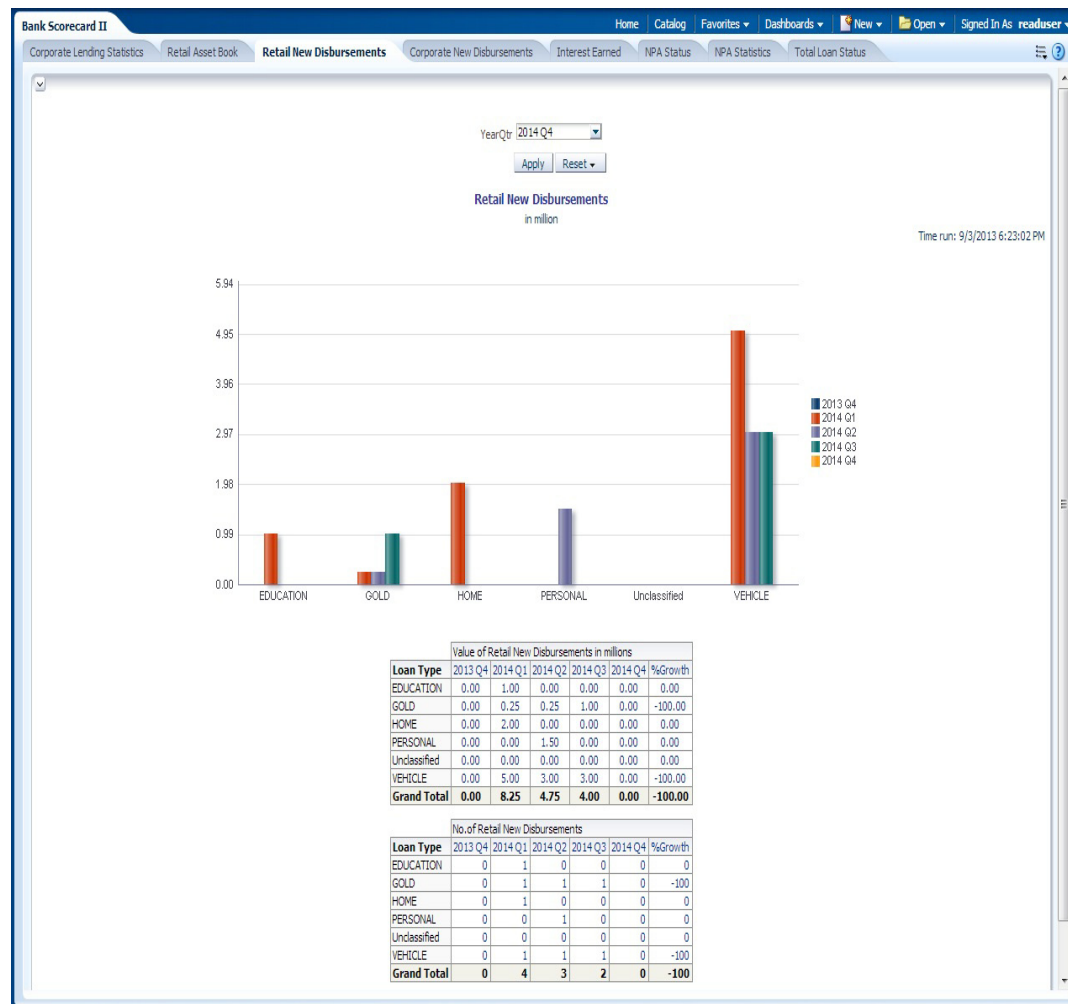 Bank Scorecard II
Home Catalog Favorites Dashboards New Open Signed In As readuser
Corporate Lending Statistics Retail Asset Book Retail New Disbursements Corporate New Disbursements Interest Earned NPA Status NPA Statistics Total Loan Status
YearQtr 2014 Q4
Apply Reset
Retail New Disbursements
in million
Time run: 9/3/2013 6:23:02 PM
5.94
4.95
3.96
2.97
1.98
0.99
0.00
EDUCATION GOLD HOME PERSONAL Unclassified VEHICLE
2013 Q4
2014 Q1
2014 Q2
2014 Q3
2014 Q4
Value of Retail New Disbursements in millions
Loan Type 2013 Q4 2014 Q1 2014 Q2 2014 Q3 2014 Q4 %Growth
EDUCATION 0.00 1.00 0.00 0.00 0.00 0.00
GOLD 0.00 0.25 0.25 1.00 0.00 -100.00
HOME 0.00 2.00 0.00 0.00 0.00 0.00
PERSONAL 0.00 0.00 1.50 0.00 0.00 0.00
Unclassified 0.00 0.00 0.00 0.00 0.00 0.00
VEHICLE 0.00 5.00 3.00 3.00 0.00 -100.00
Grand Total 0.00 8.25 4.75 4.00 0.00 -100.00
No.of Retail New Disbursements
Loan Type 2013 Q4 2014 Q1 2014 Q2 2014 Q3 2014 Q4 %Growth
EDUCATION 0 1 0 0 0 0
GOLD 0 1 1 1 0 -100
HOME 0 1 0 0 0 0
PERSONAL 0 0 1 0 0 0
Unclassified 0 0 0 0 0 0
VEHICLE 0 1 1 1 0 -100
Grand Total 0 4 3 2 0 -100